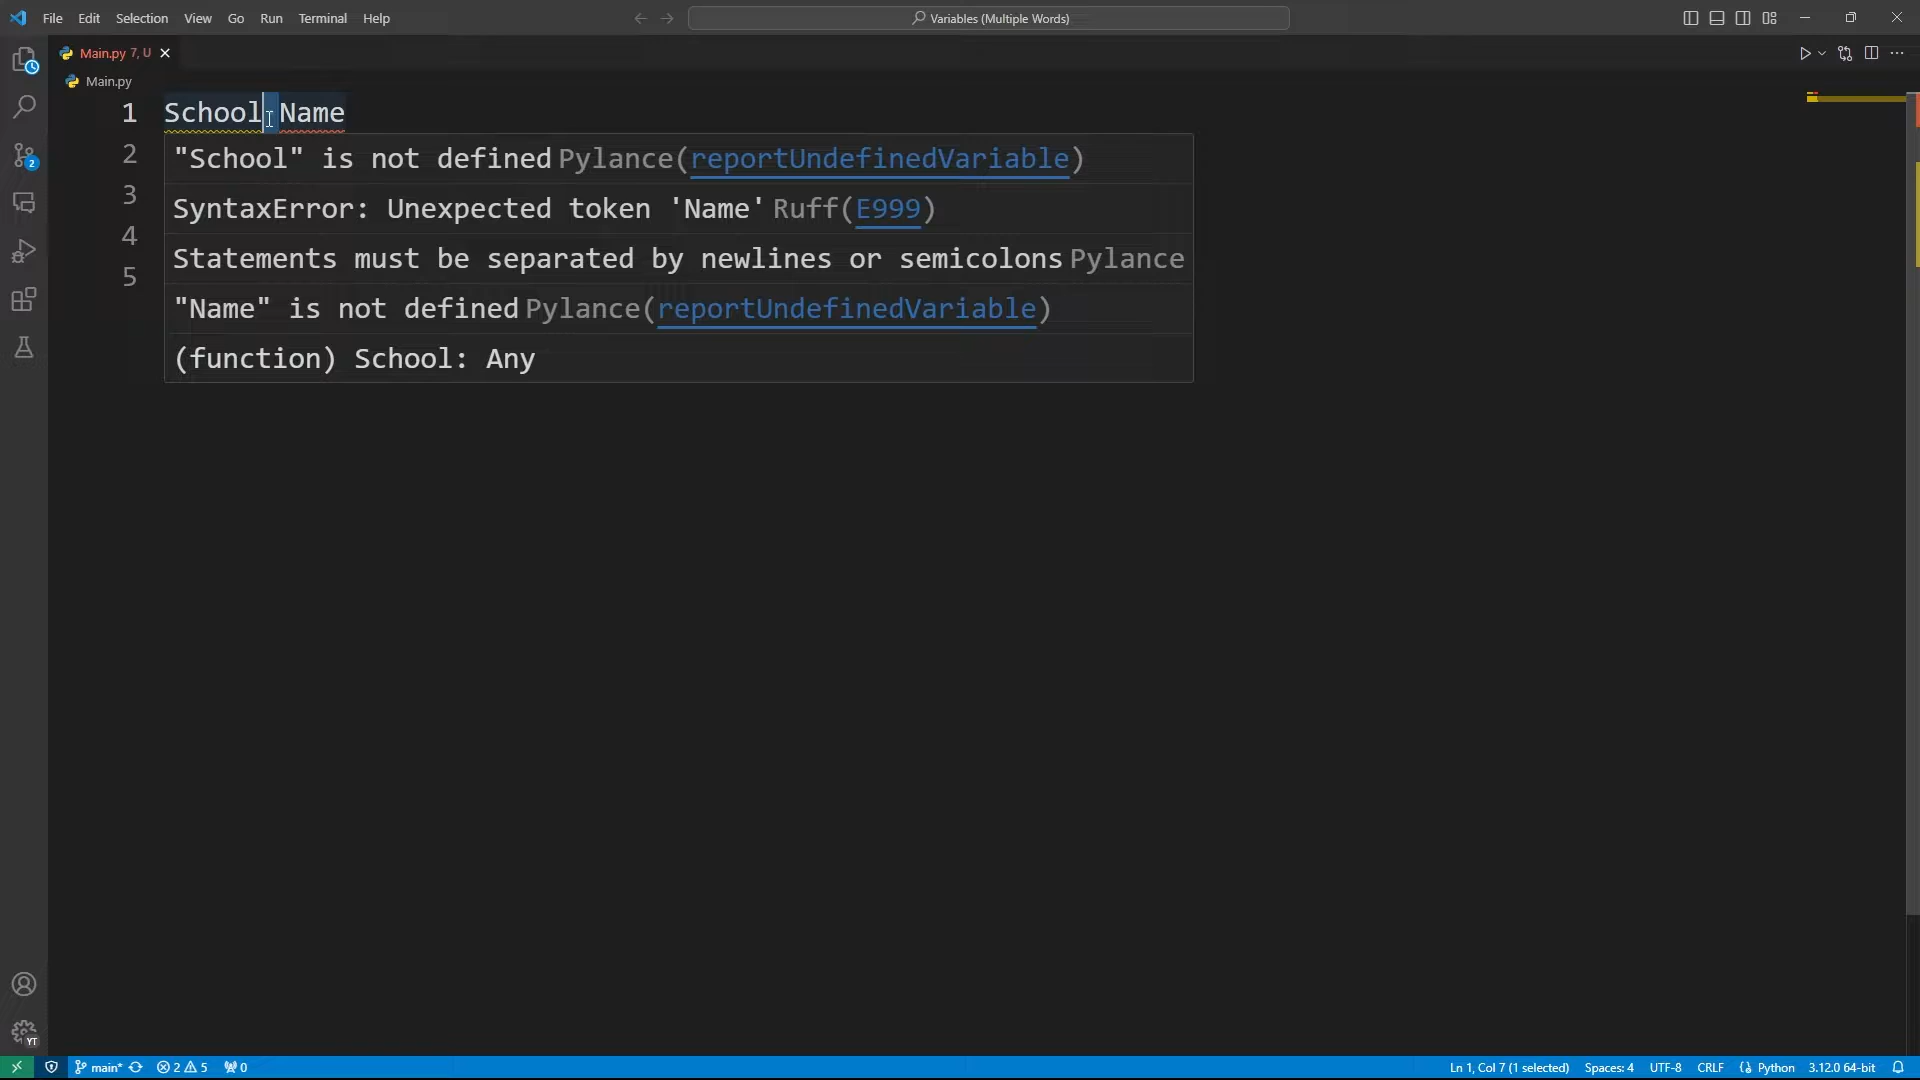 File Edit Selection View Go Run Terminal Help
Variables (Multiple Words)
Main.py 7, U
Main.py
1 School Name
2
3
4
5
"School" is not defined Pylance(reportUndefinedVariable)
SyntaxError: Unexpected token 'Name' Ruff(E999)
Statements must be separated by newlines or semicolons Pylance
"Name" is not defined Pylance(reportUndefinedVariable)
(function) School: Any
2
YT
main* 2 5 0 Ln 1, Col 7 (1 selected) Spaces: 4 UTF-8 CRLF Python 3.12.0 64-bit